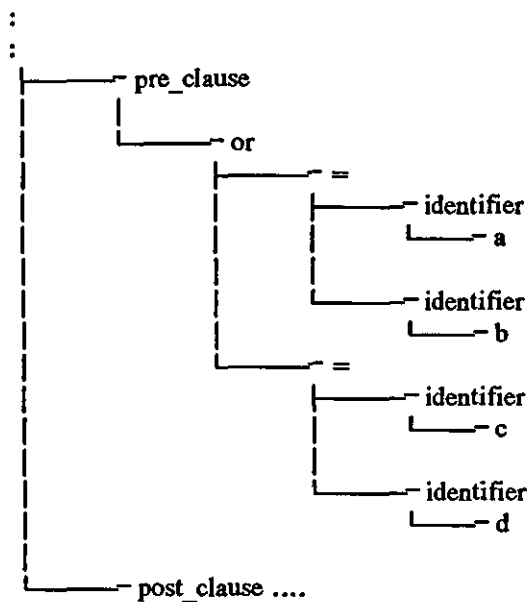 :
:
pre_clause
or
=
identifier
a
identifier
b
=
identifier
c
identifier
d
post_clause ....